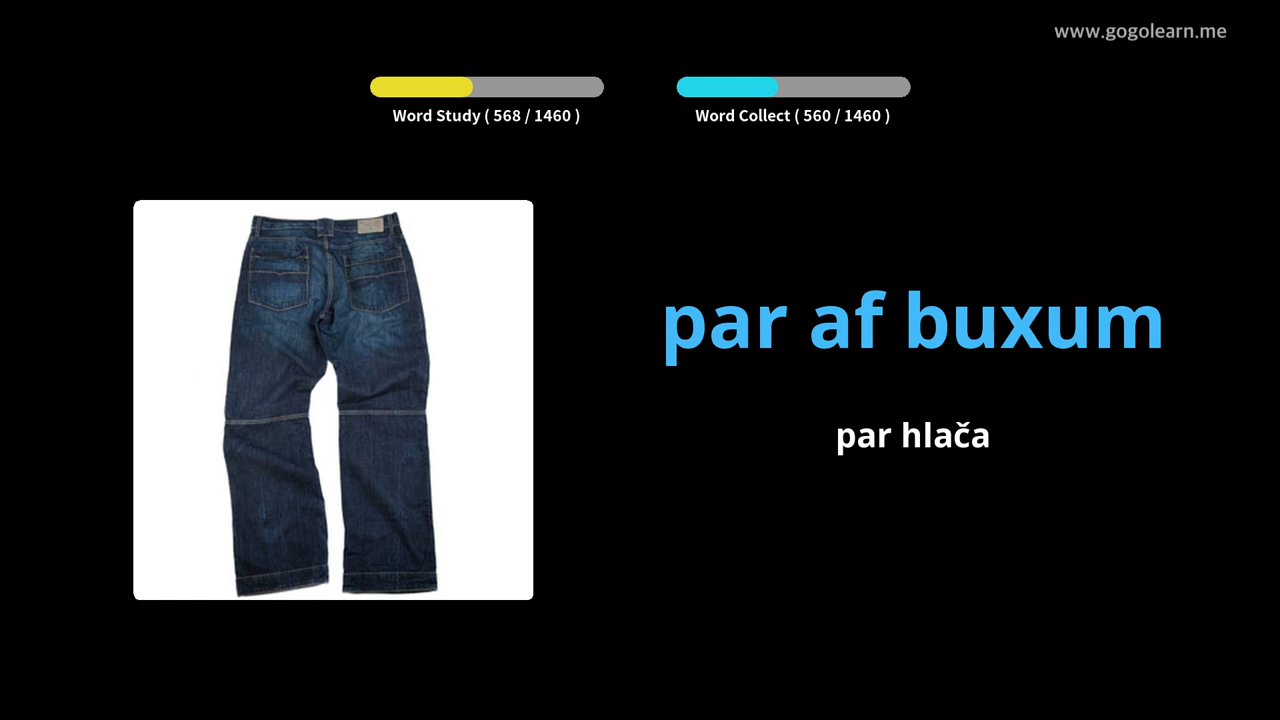 www.gogolearn.me
Word Study ( 568 / 1460 )
Word Collect ( 560 / 1460 )
par af buxum
par hlača